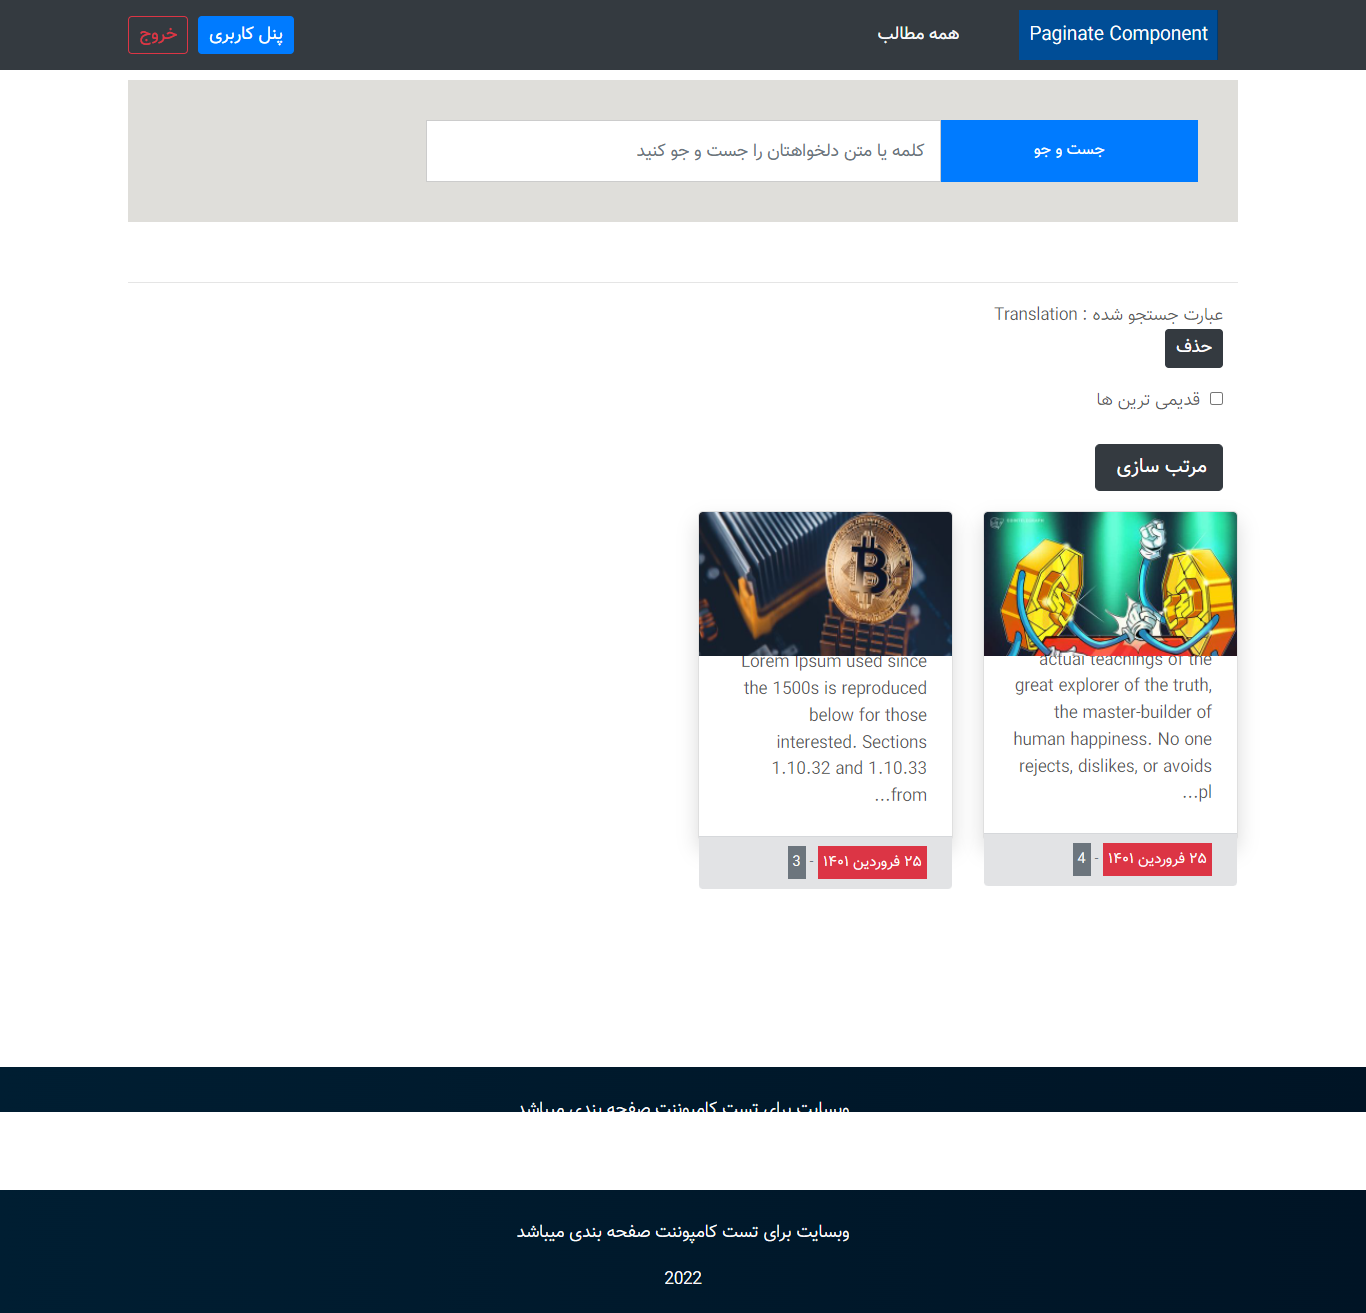 Paginate Component
همه مطالب
پنل کاربری
خروج
جست و جو
کلمه یا متن دلخواهتان را جست و جو کنید
عبارت جستجو شده : Translation
حذف
قدیمی ترین ها
مرتب سازی
actual teachings of the
great explorer of the truth,
the master-builder of
human happiness. No one
rejects, dislikes, or avoids
...pl
۲۵ فروردین ۱۴۰۱ - 4
Lorem Ipsum used since
the 1500s is reproduced
below for those
interested. Sections
1.10.32 and 1.10.33
...from
۲۵ فروردین ۱۴۰۱ - 3
وبسایت برای تست کامپوننت صفحه بندی میباشد
وبسایت برای تست کامپوننت صفحه بندی میباشد
2022